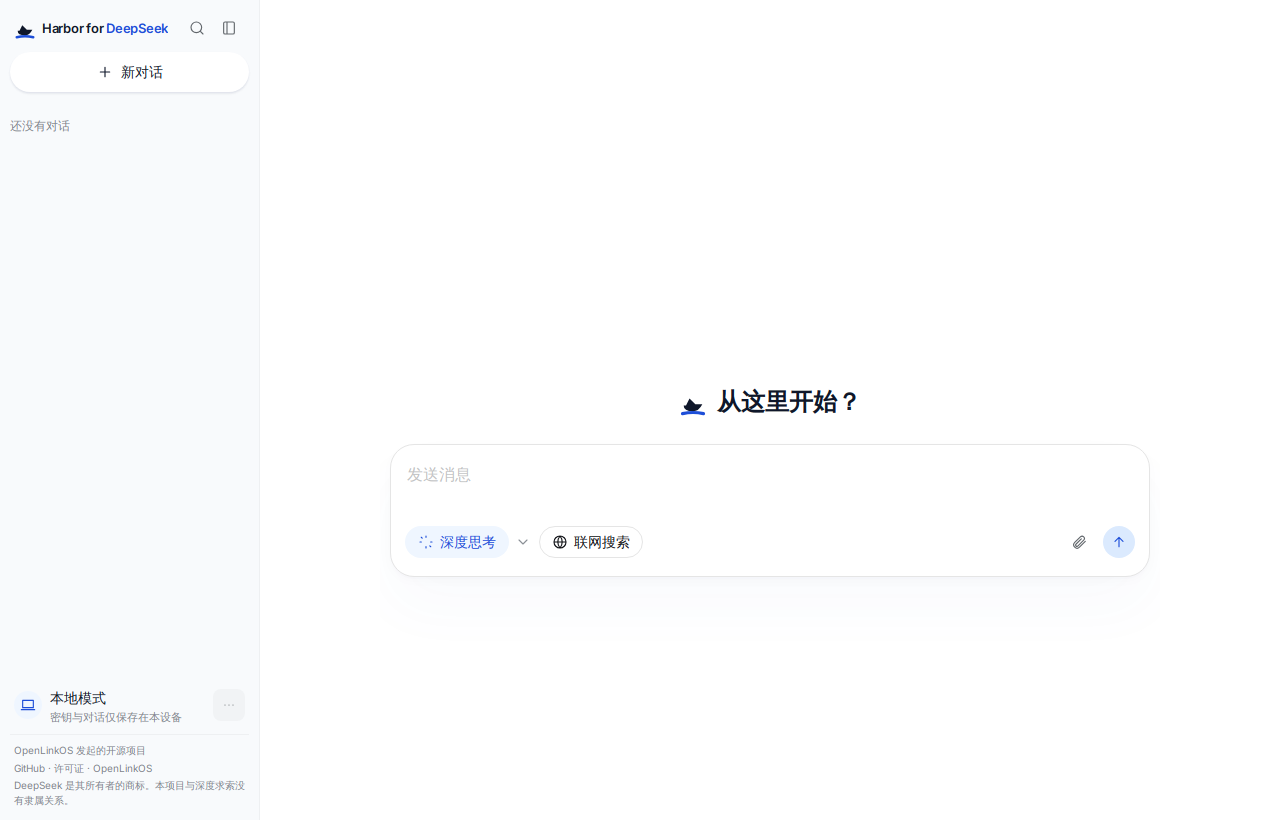 Harbor for DeepSeek
新对话
还没有对话
从这里开始？
发送消息
深度思考
联网搜索
本地模式
密钥与对话仅保存在本设备
OpenLinkOS 发起的开源项目
GitHub · 许可证 · OpenLinkOS
DeepSeek 是其所有者的商标。本项目与深度求索没
有隶属关系。